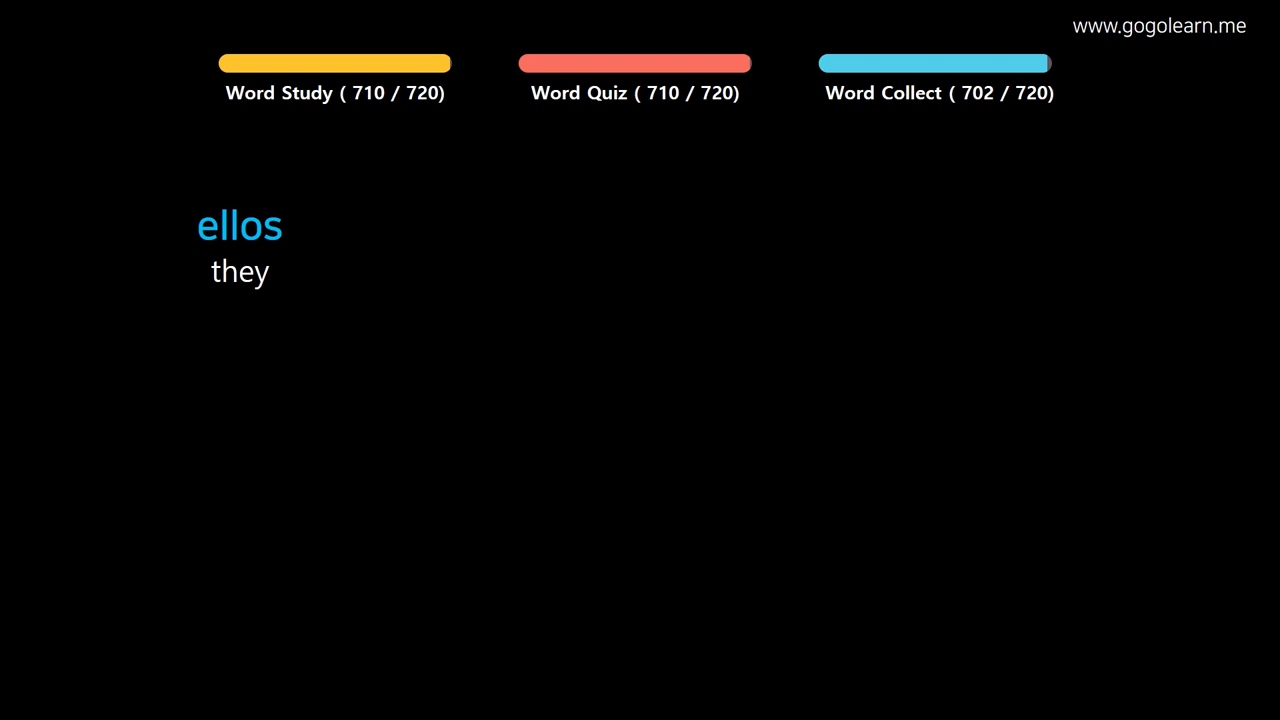 www.gogolearn.me
Word Study ( 710 / 720)
Word Quiz ( 710 / 720)
Word Collect ( 702 / 720)
ellos
they